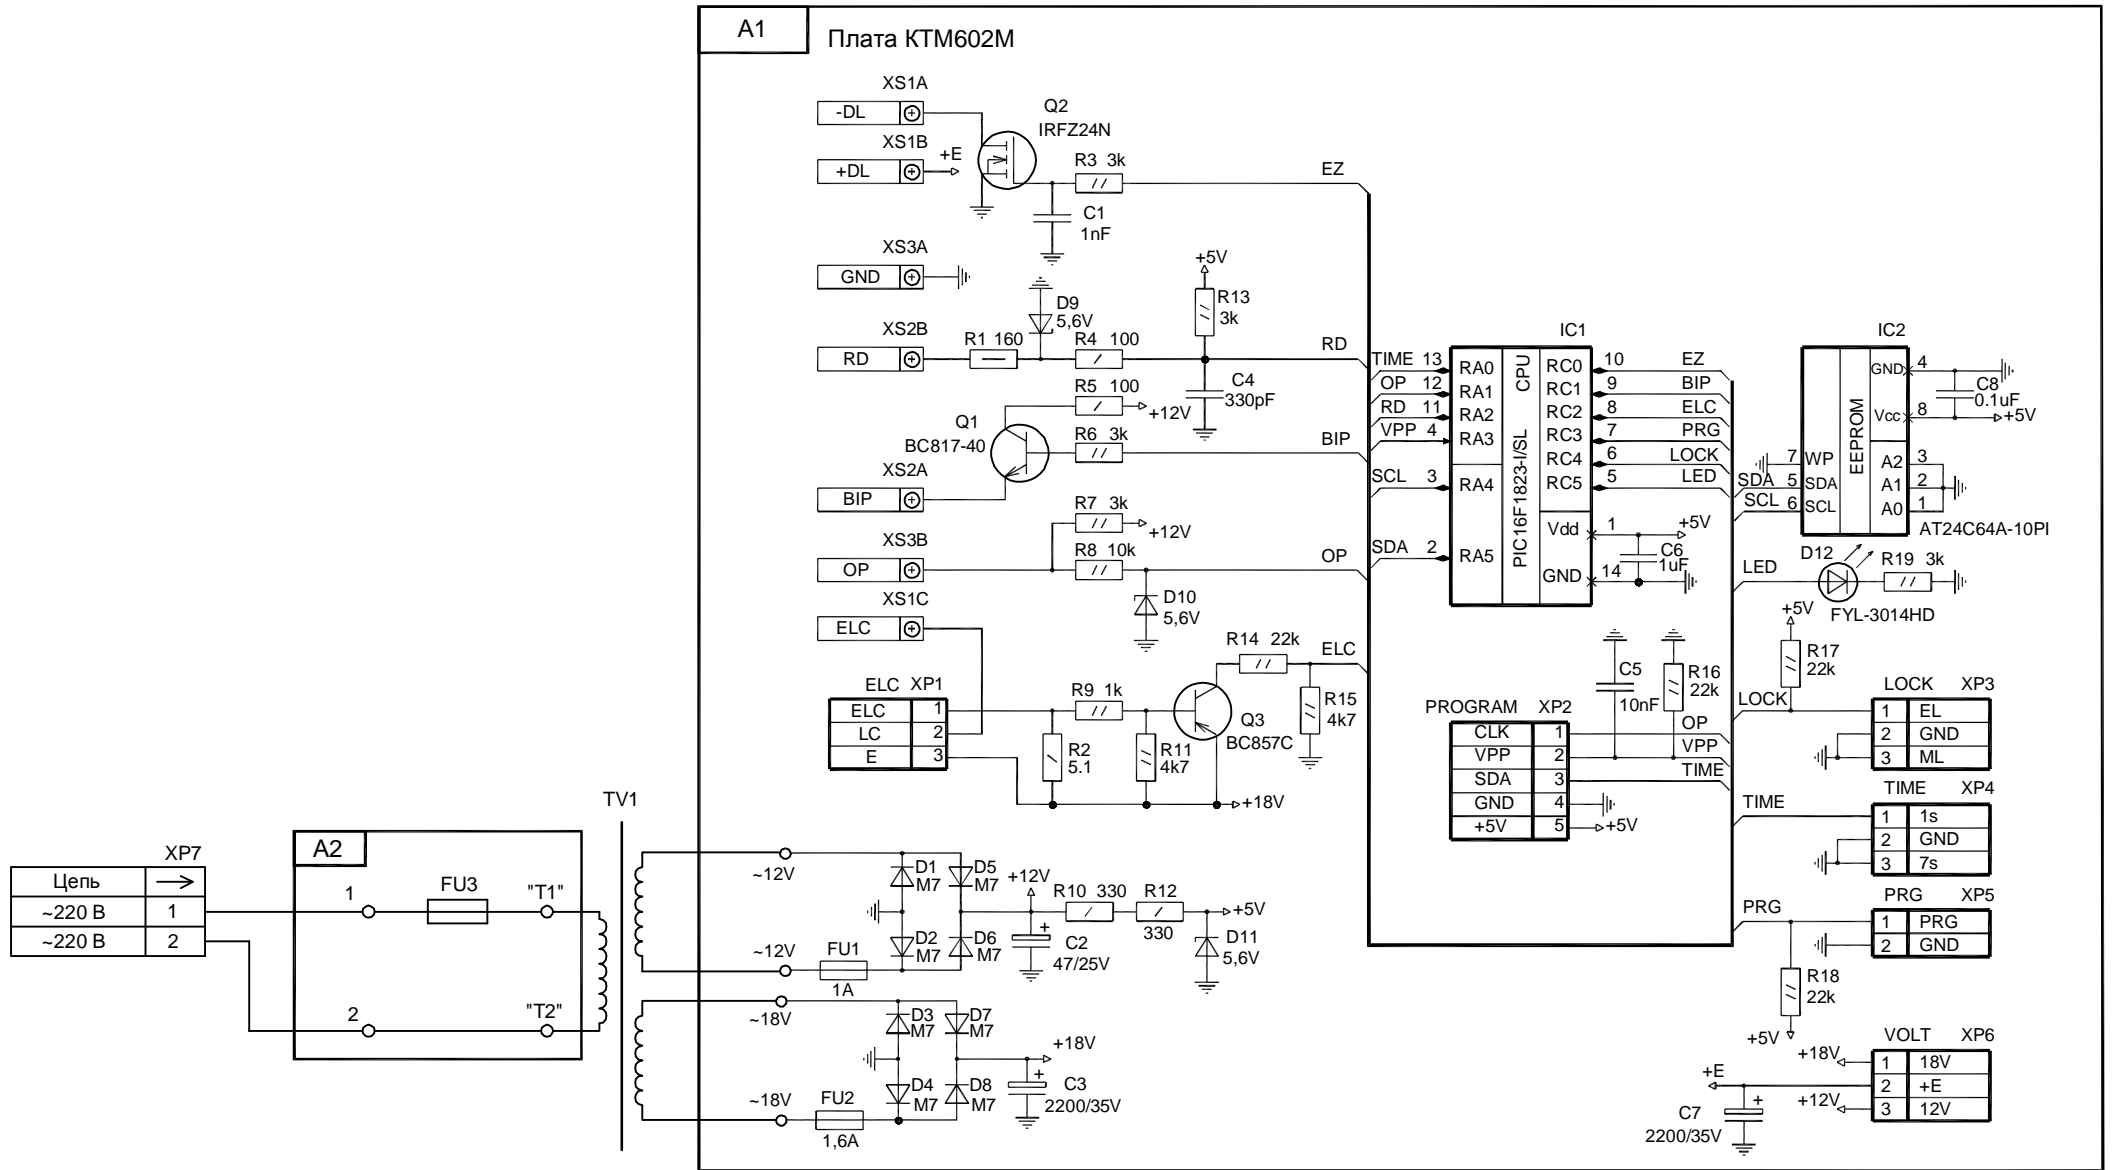 A1
Плата КТМ602М
XS1A
-DL
XS1B
+DL
+E
Q2
IRFZ24N
R3 3k
EZ
C1
1nF
XS3A
GND
+5V
R13
3k
D9
5,6V
XS2B
RD
R1 160
R4 100
RD
C4
330pF
R5 100
+12V
Q1
BC817-40
R6 3k
BIP
XS2A
BIP
R7 3k
+12V
XS3B
OP
R8 10k
OP
D10
5,6V
XS1C
ELC
R14 22k
ELC
ELC XP1
ELC 1
LC 2
E 3
R9 1k
R2
5.1
R11
4k7
Q3
BC857C
R15
4k7
+18V
IC1
CPU
PIC16F1823-I/SL
TIME 13 RA0
OP 12 RA1
RD 11 RA2
VPP 4 RA3
SCL 3 RA4
SDA 2 RA5
RC0 10 EZ
RC1 9 BIP
RC2 8 ELC
RC3 7 PRG
RC4 6 LOCK
RC5 5 LED
Vdd 1 +5V
C6
1uF
GND 14
IC2
EEPROM
GND 4
C8
0.1uF
Vcc 8 +5V
7 WP
SDA 5 SDA
SCL 6 SCL
A2 3
A1 2
A0 1
AT24C64A-10PI
LED
D12
R19 3k
FYL-3014HD
+5V
R17
22k
C5
10nF
R16
22k
PROGRAM XP2
CLK 1 OP
VPP 2 VPP
SDA 3 TIME
GND 4
+5V 5 +5V
LOCK
LOCK XP3
1 EL
2 GND
3 ML
TIME
TIME XP4
1 1s
2 GND
3 7s
PRG
PRG XP5
1 PRG
2 GND
R18
22k
+5V
VOLT XP6
+18V 1 18V
+E 2 +E
+12V 3 12V
C7
+
2200/35V
TV1
XP7
Цепь
~220 В 1
~220 В 2
A2
1
FU3
"T1"
2
"T2"
~12V
D1
M7
D5
M7
+12V
R10 330
R12
330
+5V
D2
M7
D6
M7
+
C2
47/25V
D11
5,6V
~12V
FU1
1A
~18V
D3
M7
D7
M7
+18V
D4
M7
D8
M7
+
C3
2200/35V
~18V
FU2
1,6A